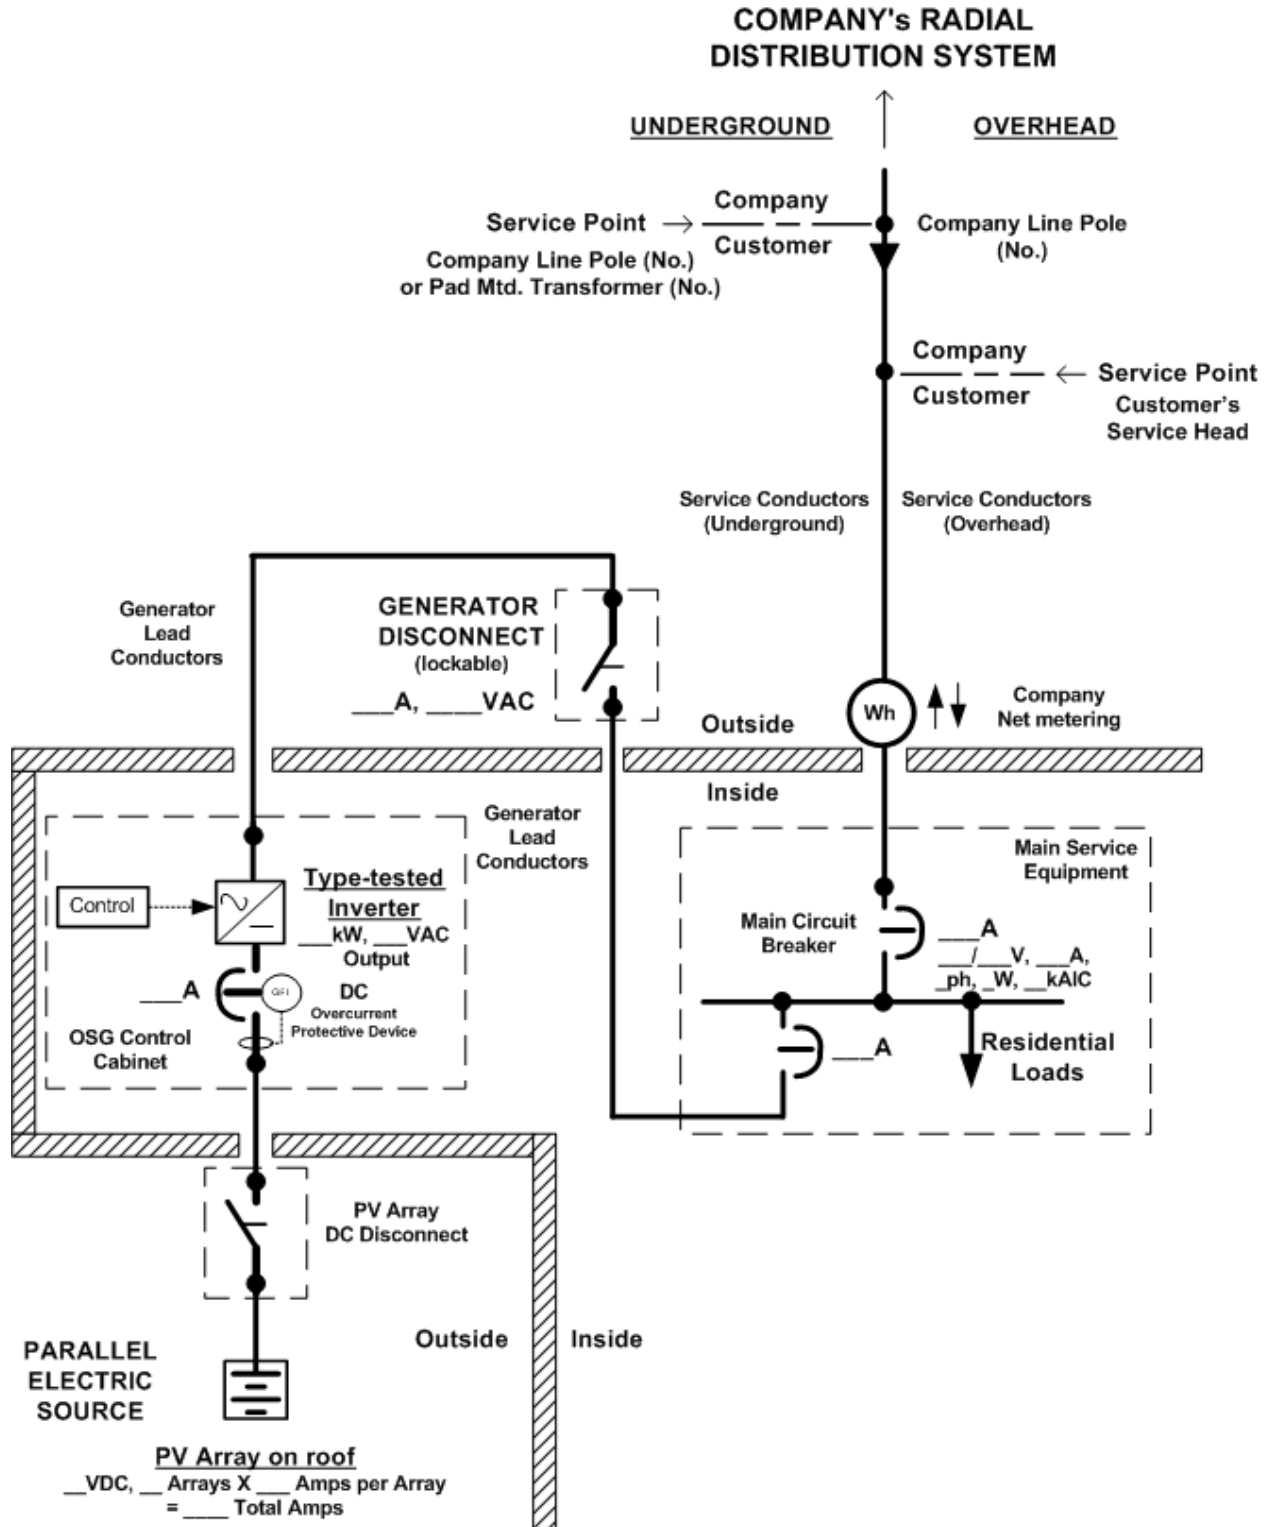 COMPANY's RADIAL
DISTRIBUTION SYSTEM
UNDERGROUND
OVERHEAD
Company
Service Point
Customer
Company Line Pole
(No.)
Company Line Pole (No.)
or Pad Mtd. Transformer (No.)
Company
Customer
Service Point
Customer's
Service Head
Service Conductors
(Underground)
Service Conductors
(Overhead)
Generator
Lead
Conductors
GENERATOR
DISCONNECT
(lockable)
___A, ____VAC
Wh
Company
Net metering
Outside
Inside
Generator
Lead
Conductors
Main Service
Equipment
Control
Type-tested
Inverter
___kW, ___VAC
Output
Main Circuit
Breaker
___A
___/___V, ___A,
_ph, _W, __kAIC
___A
GFI
DC
Overcurrent
Protective Device
OSG Control
Cabinet
___A
Residential
Loads
PV Array
DC Disconnect
Outside
Inside
PARALLEL
ELECTRIC
SOURCE
PV Array on roof
__VDC, __ Arrays X ___ Amps per Array
= ____ Total Amps